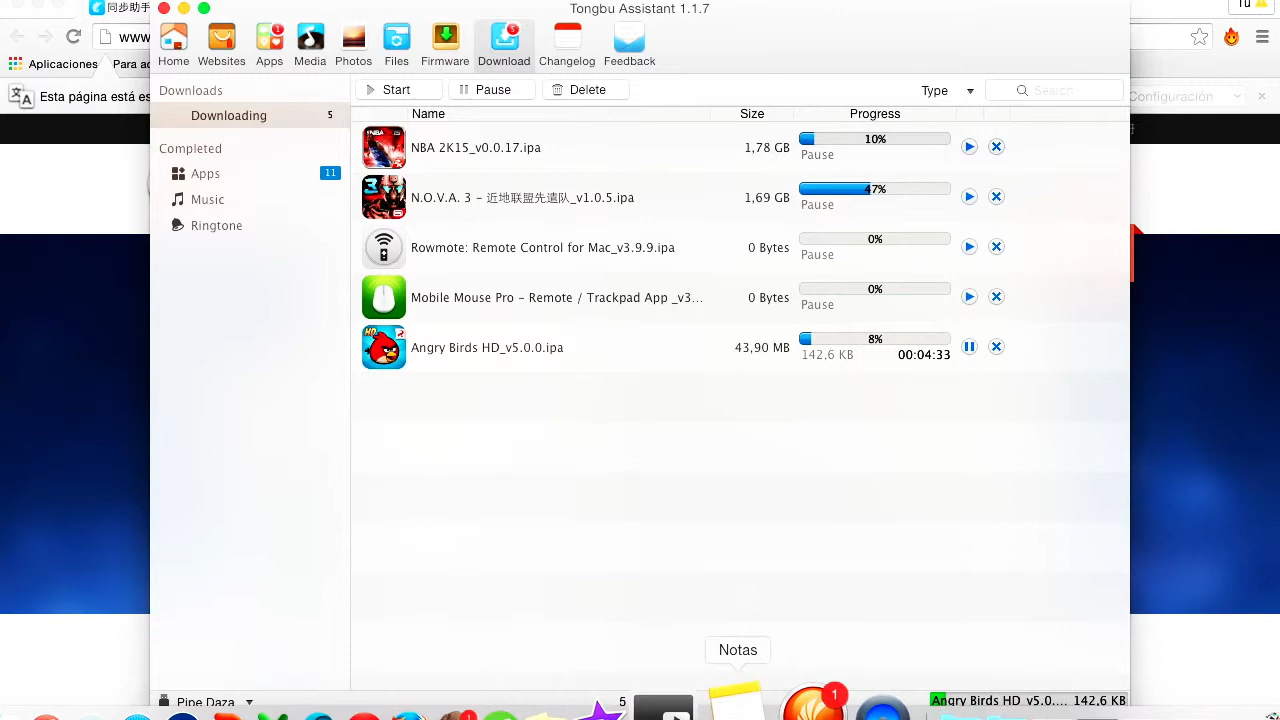 同步助手
Tongbu Assistant 1.1.7
Tu
www
Home Websites Apps 1 Media Photos Files Firmware Download 5 Changelog Feedback
Aplicaciones Para ac
Esta página está es
Configuración
Downloads
Downloading 5
Completed
Apps 11
Music
Ringtone
Start Pause Delete Type Search
Name Size Progress
NBA 2K15_v0.0.17.ipa 1,78 GB 10%
Pause
N.O.V.A. 3 - 近地联盟先遣队_v1.0.5.ipa 1,69 GB 47%
Pause
Rowmote: Remote Control for Mac_v3.9.9.ipa 0 Bytes 0%
Pause
Mobile Mouse Pro - Remote / Trackpad App _v3... 0 Bytes 0%
Pause
Angry Birds HD_v5.0.0.ipa 43,90 MB 8%
142,6 KB 00:04:33
Notas
Pipe Daza 5 Angry Birds HD_v5.0.... 142,6 KB
1